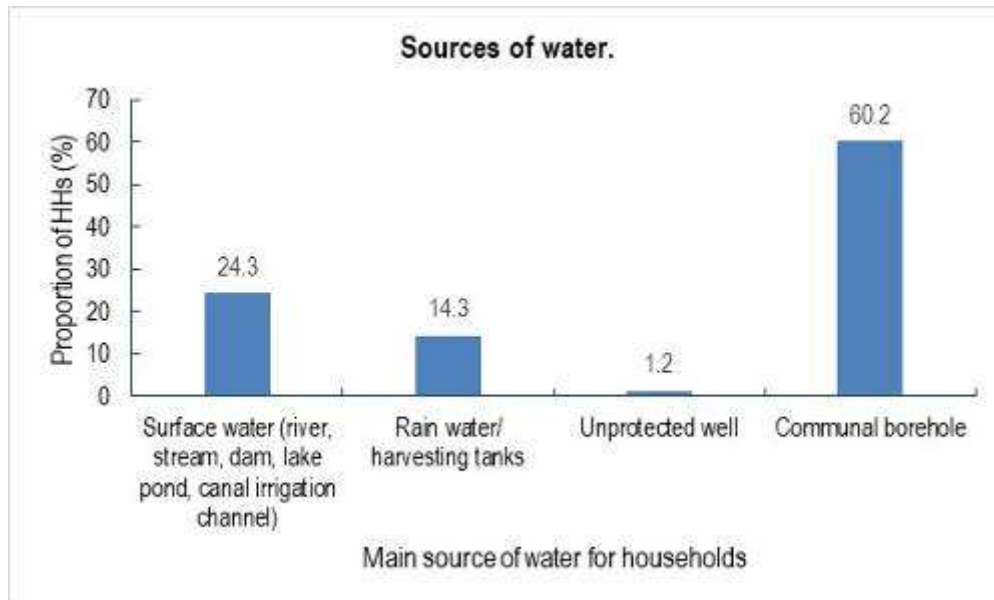 Sources of water.
Proportion of HHs (%)
70
60
50
40
30
20
10
0
24.3
14.3
1.2
60.2
Surface water (river,
stream, dam, lake
pond, canal irrigation
channel)
Rain water/
harvesting tanks
Unprotected well
Communal borehole
Main source of water for households